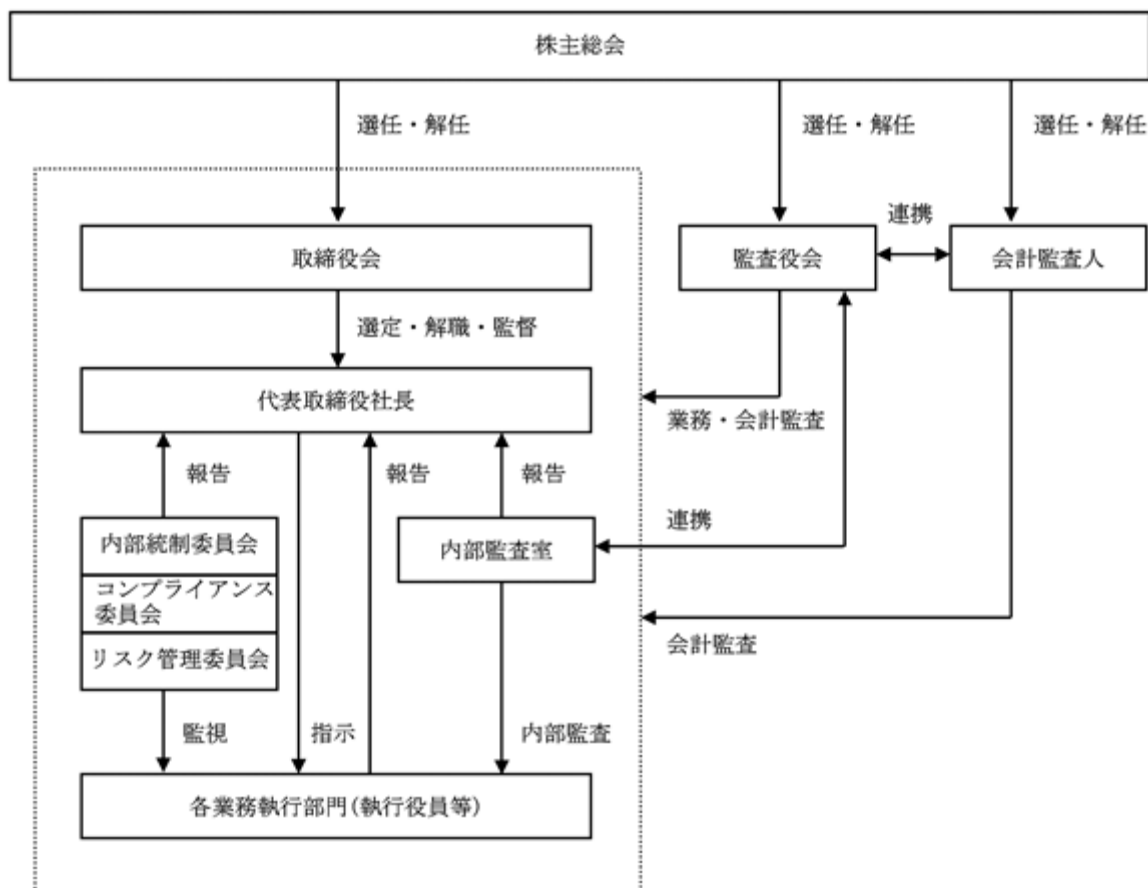 株主総会
選任・解任
選任・解任
選任・解任
連携
取締役会
監査役会
会計監査人
選定・解職・監督
代表取締役社長
業務・会計監査
報告
報告
報告
連携
内部統制委員会
コンプライアンス
委員会
リスク管理委員会
内部監査室
会計監査
監視
指示
内部監査
各業務執行部門(執行役員等)